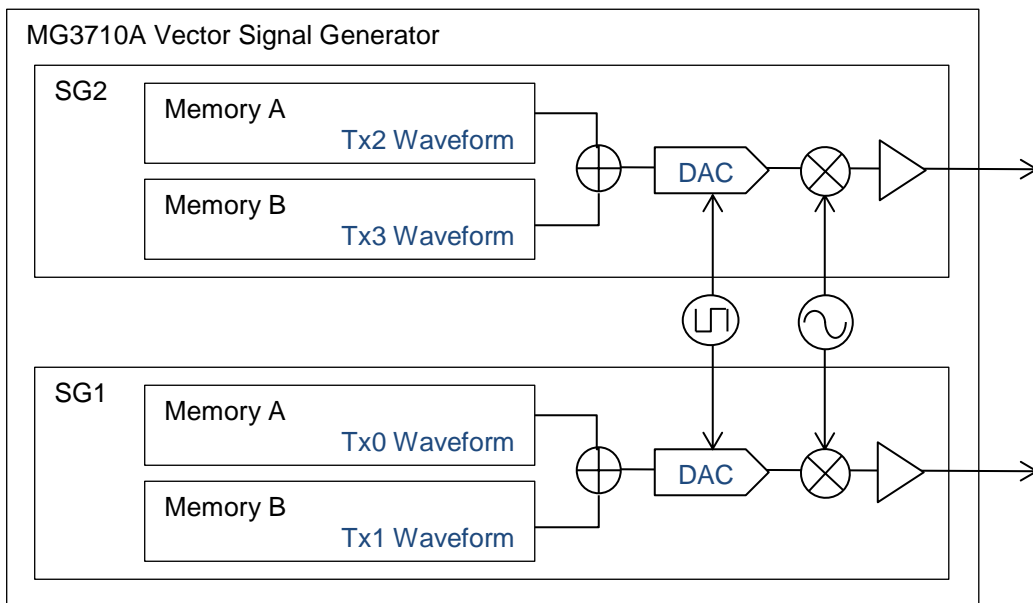 MG3710A Vector Signal Generator
SG2
Memory A
Tx2 Waveform
DAC
Memory B
Tx3 Waveform
SG1
Memory A
Tx0 Waveform
DAC
Memory B
Tx1 Waveform